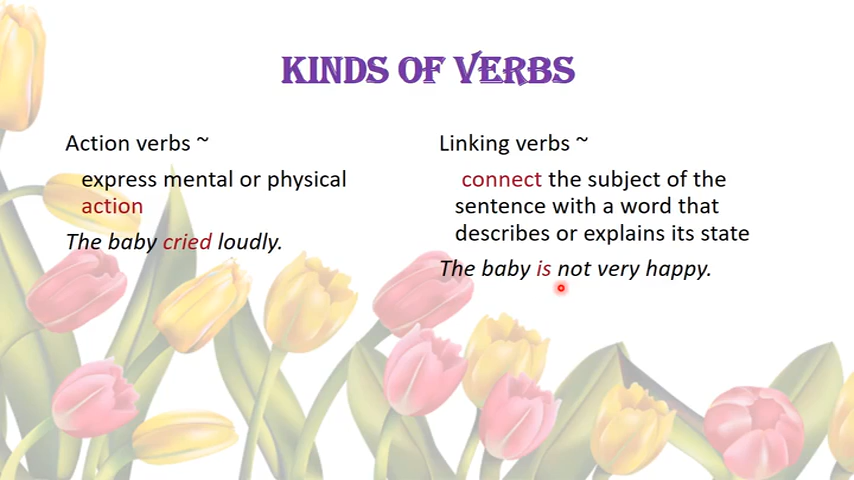 KINDS OF VERBS
Action verbs ~
express mental or physical
action
The baby cried loudly.
Linking verbs ~
connect the subject of the
sentence with a word that
describes or explains its state
The baby is not very happy.